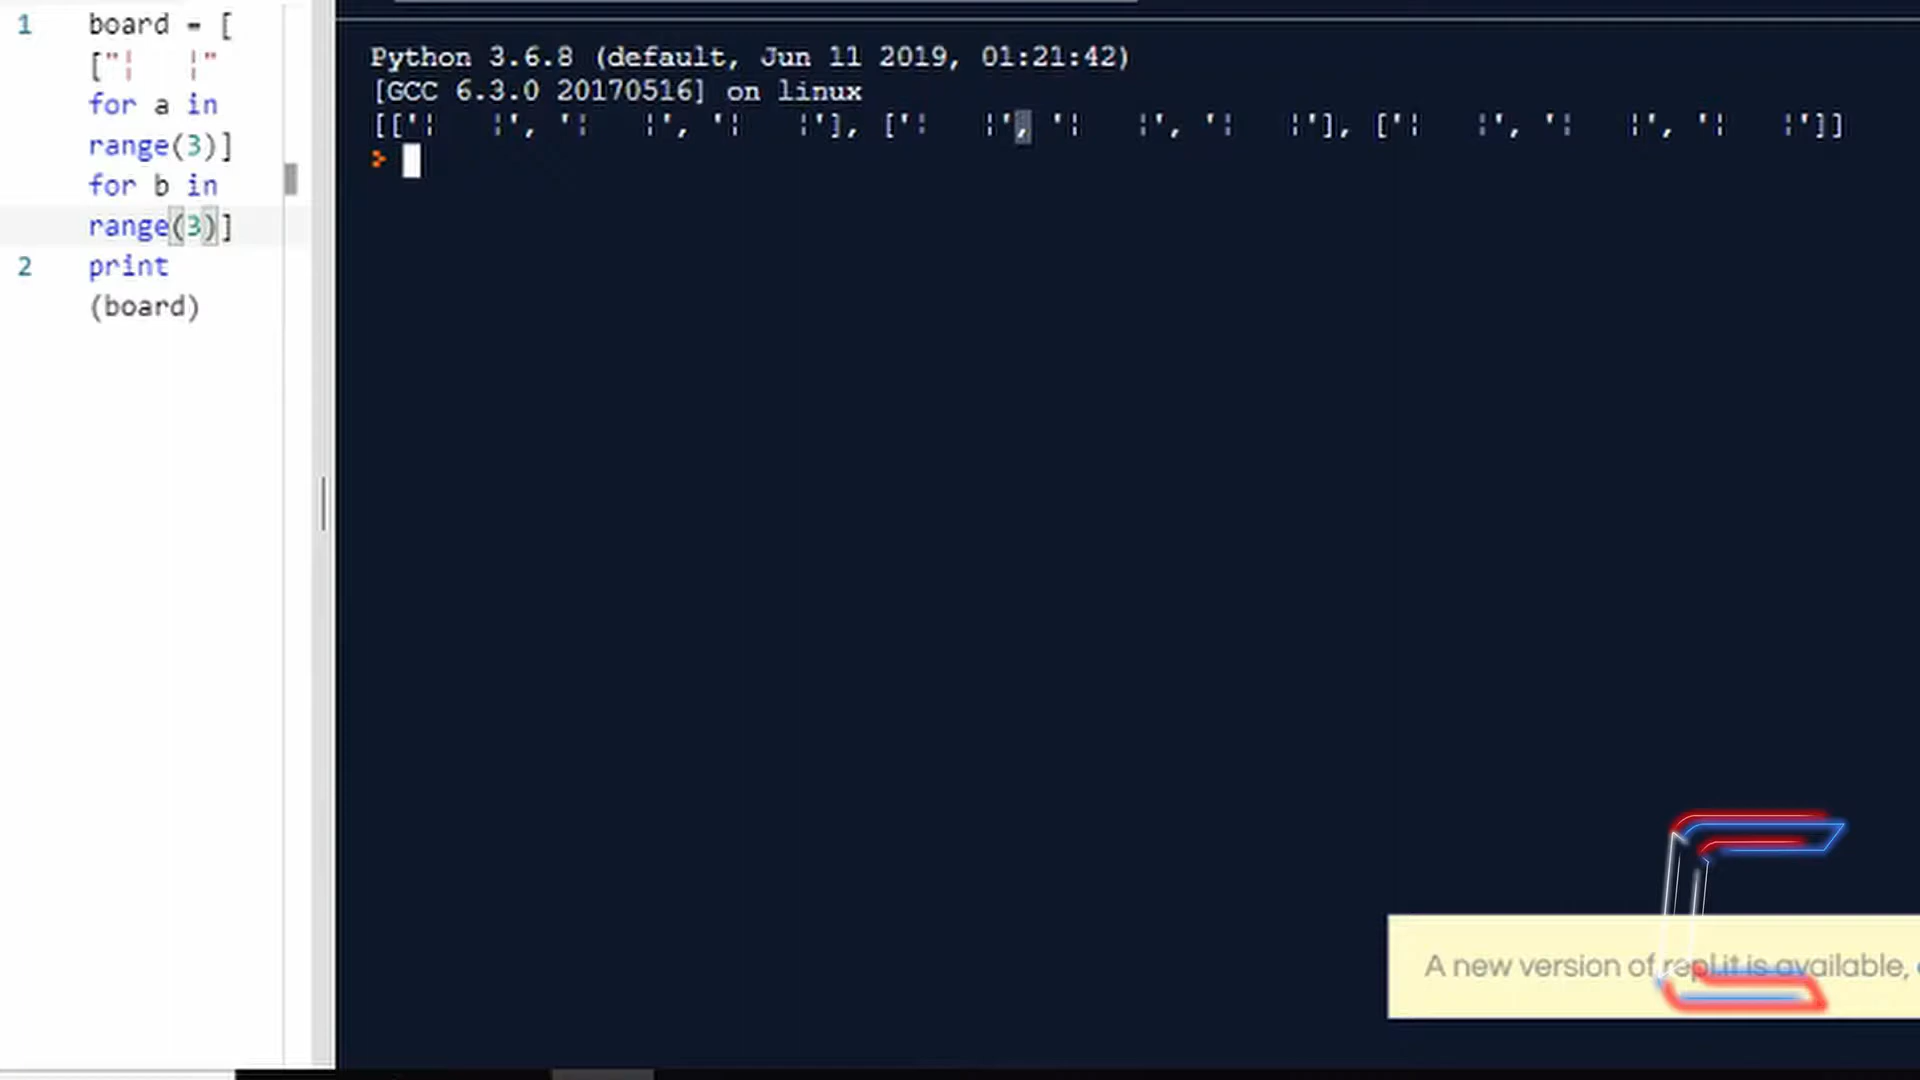 1 board = [
["¦   ¦"
for a in
range(3)]
for b in
range(3)]
2 print
(board)
Python 3.6.8 (default, Jun 11 2019, 01:21:42)
[GCC 6.3.0 20170516] on linux
[['¦   ¦', '¦   ¦', '¦   ¦'], ['¦   ¦', '¦   ¦', '¦   ¦'], ['¦   ¦', '¦   ¦', '¦   ¦']]
>
A new version of repl.it is available,